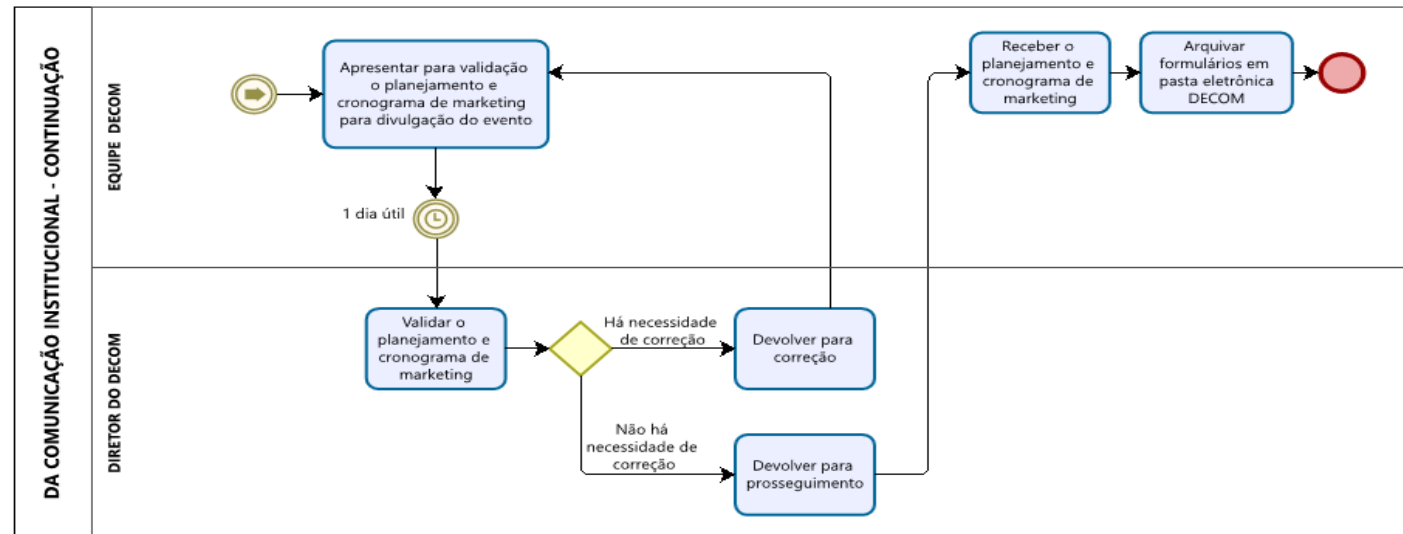 DA COMUNICAÇÃO INSTITUCIONAL - CONTINUAÇÃO
EQUIPE DECOM
Apresentar para validação
o planejamento e
cronograma de marketing
para divulgação do evento
1 dia útil
Receber o
planejamento e
cronograma de
marketing
Arquivar
formulários em
pasta eletrônica
DECOM
DIRETOR DO DECOM
Validar o
planejamento e
cronograma de
marketing
Há necessidade
de correção
Devolver para
correção
Não há
necessidade de
correção
Devolver para
prosseguimento